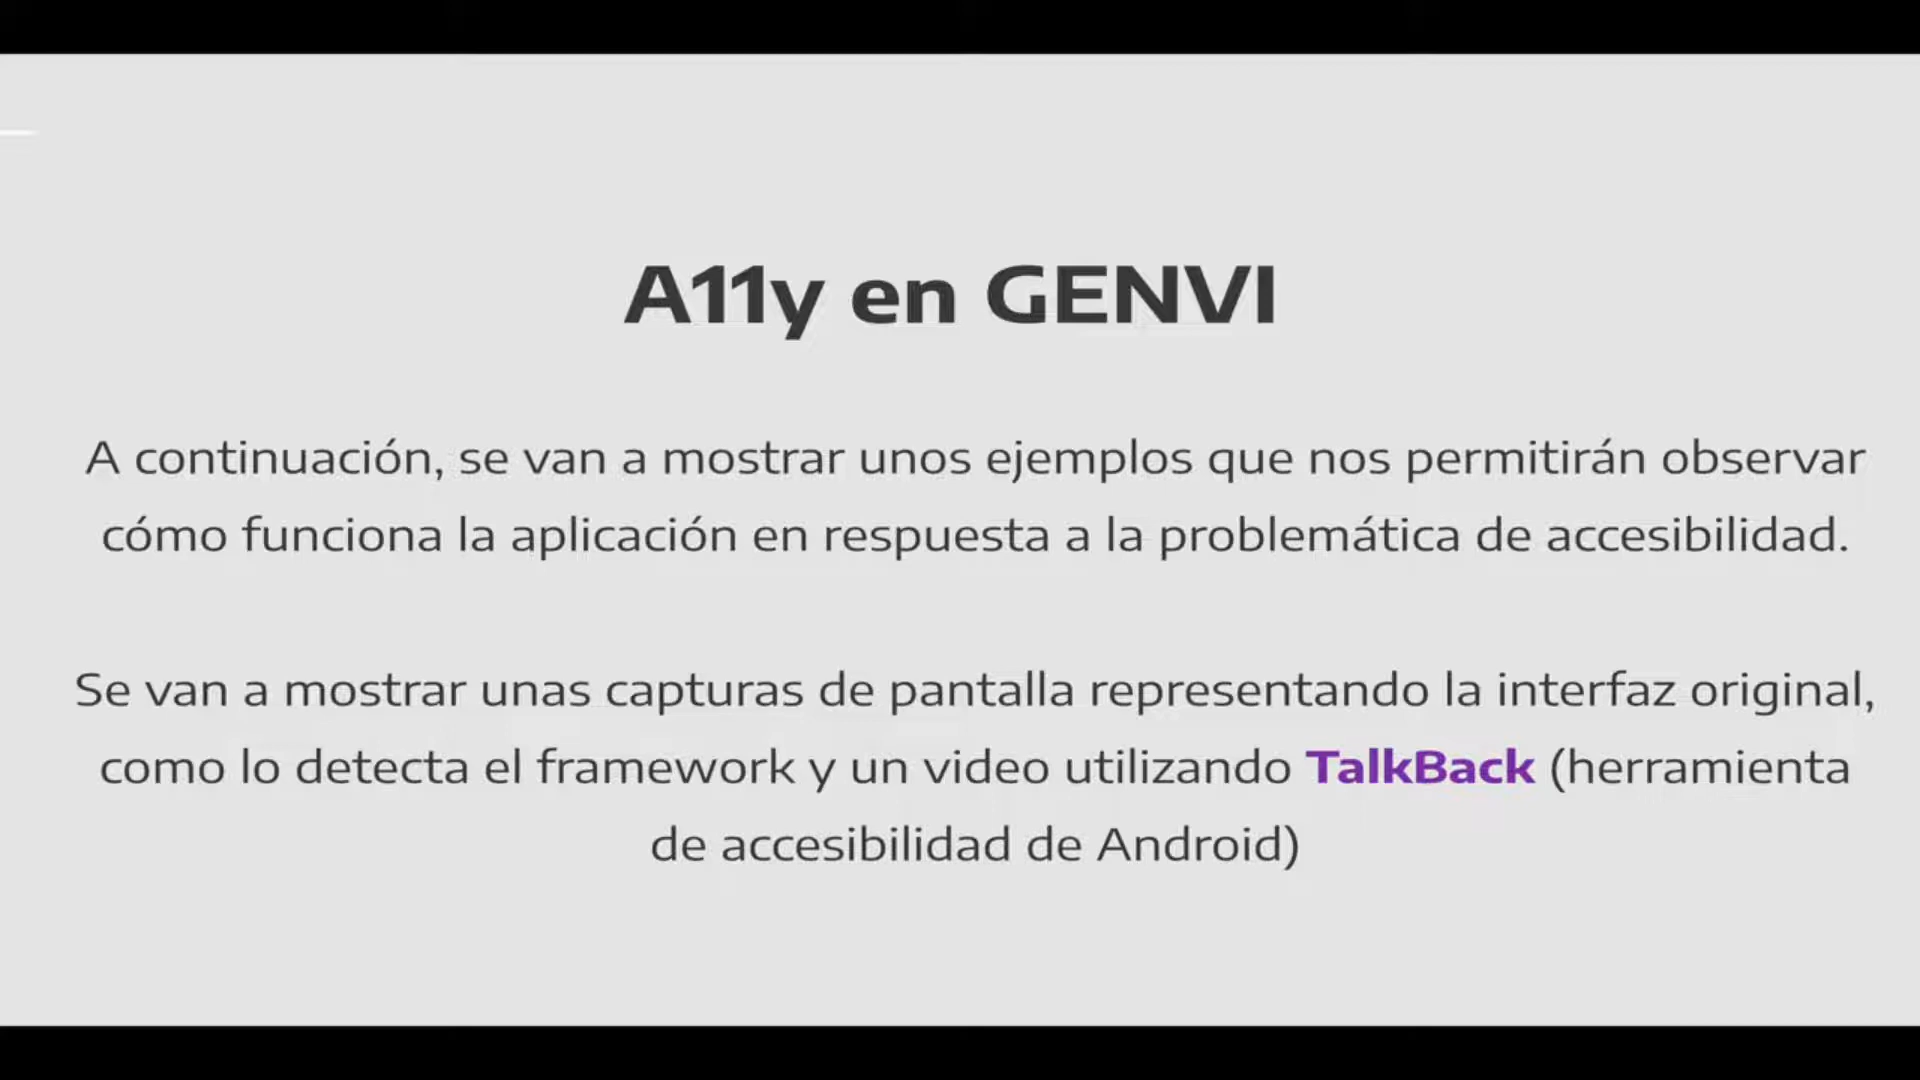 A11y en GENVI
A continuación, se van a mostrar unos ejemplos que nos permitirán observar
cómo funciona la aplicación en respuesta a la problemática de accesibilidad.
Se van a mostrar unas capturas de pantalla representando la interfaz original,
como lo detecta el framework y un video utilizando TalkBack (herramienta
de accesibilidad de Android)